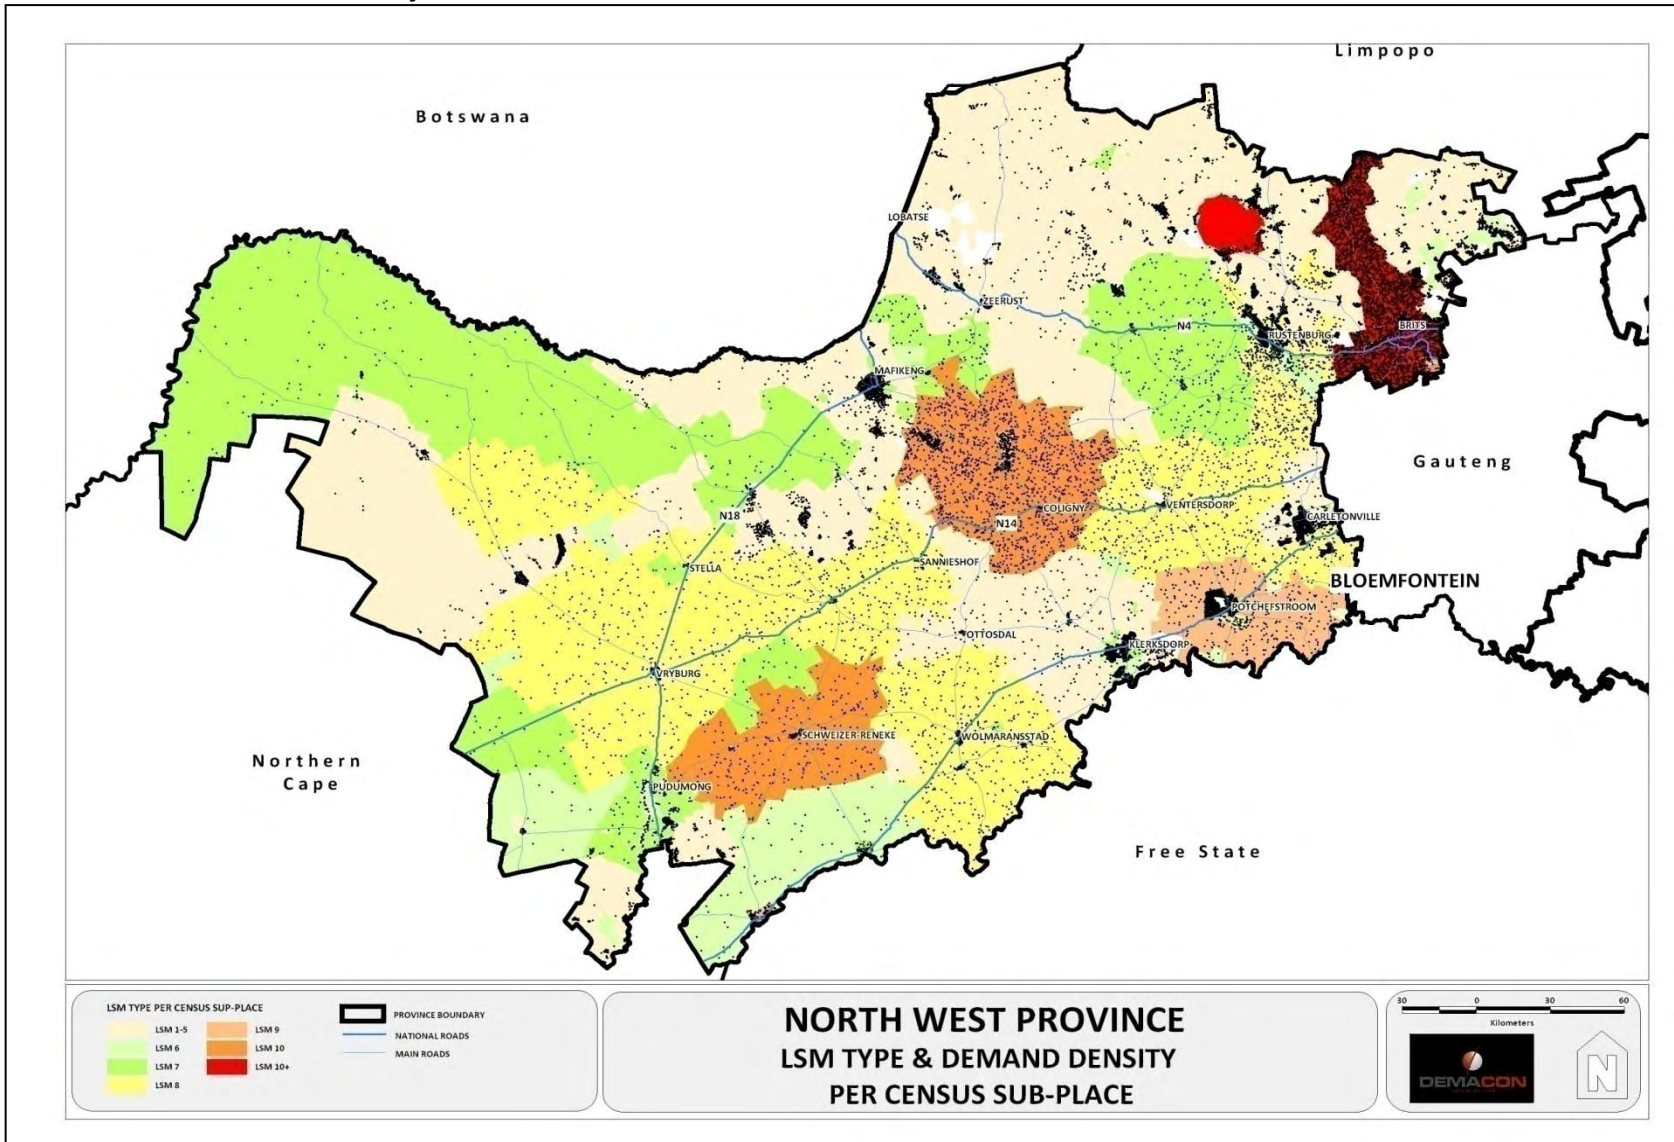 Limpopo
Botswana
LOBATSE
ZEERUST
N4
RUSTENBURG
BRITS
MAFIKENG
Gauteng
N18
N14
COLIGNY
VENTERSDORP
CARLETONVILLE
STELLA
SANNIESHOF
BLOEMFONTEIN
POTCHEFSTROOM
OTTOSDAL
KLERKSDORP
VRYBURG
SCHWEIZER-RENEKE
WOLMARANSSTAD
Northern
Cape
PUDUMONG
Free State
LSM TYPE PER CENSUS SUB-PLACE
LSM 1-5
LSM 6
LSM 7
LSM 8
LSM 9
LSM 10
LSM 10+
PROVINCE BOUNDARY
NATIONAL ROADS
MAIN ROADS
NORTH WEST PROVINCE
LSM TYPE & DEMAND DENSITY
PER CENSUS SUB-PLACE
30 0 30 60
Kilometers
DEMACON
N